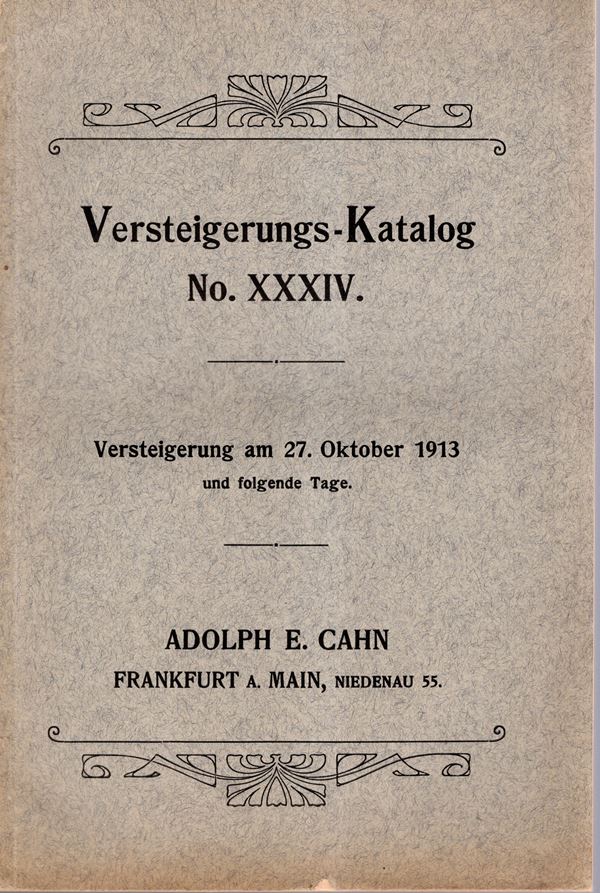 Versteigerungs-Katalog
No. XXXIV.
Versteigerung am 27. Oktober 1913
und folgende Tage.
ADOLPH E. CAHN
FRANKFURT A. MAIN, NIEDENAU 55.